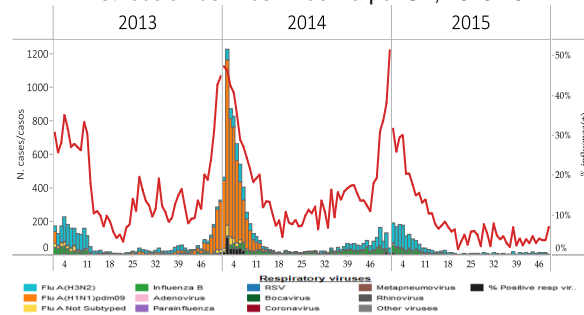 2013 2014 2015
1200
1000
800
600
400
200
0
N. cases/casos
50%
40%
30%
20%
10%
0%
4 11 18 25 32 39 46 4 11 18 25 32 39 46 4 11 18 25 32 39 46
Respiratory viruses
Flu A(H3N2) Influenza B RSV Metapneumovirus % Positive resp vir..
Flu A(H1N1)pdm09 Adenovirus Bocavirus Rhinovirus
Flu A Not Subtyped Parainfluenza Coronavirus Other viruses